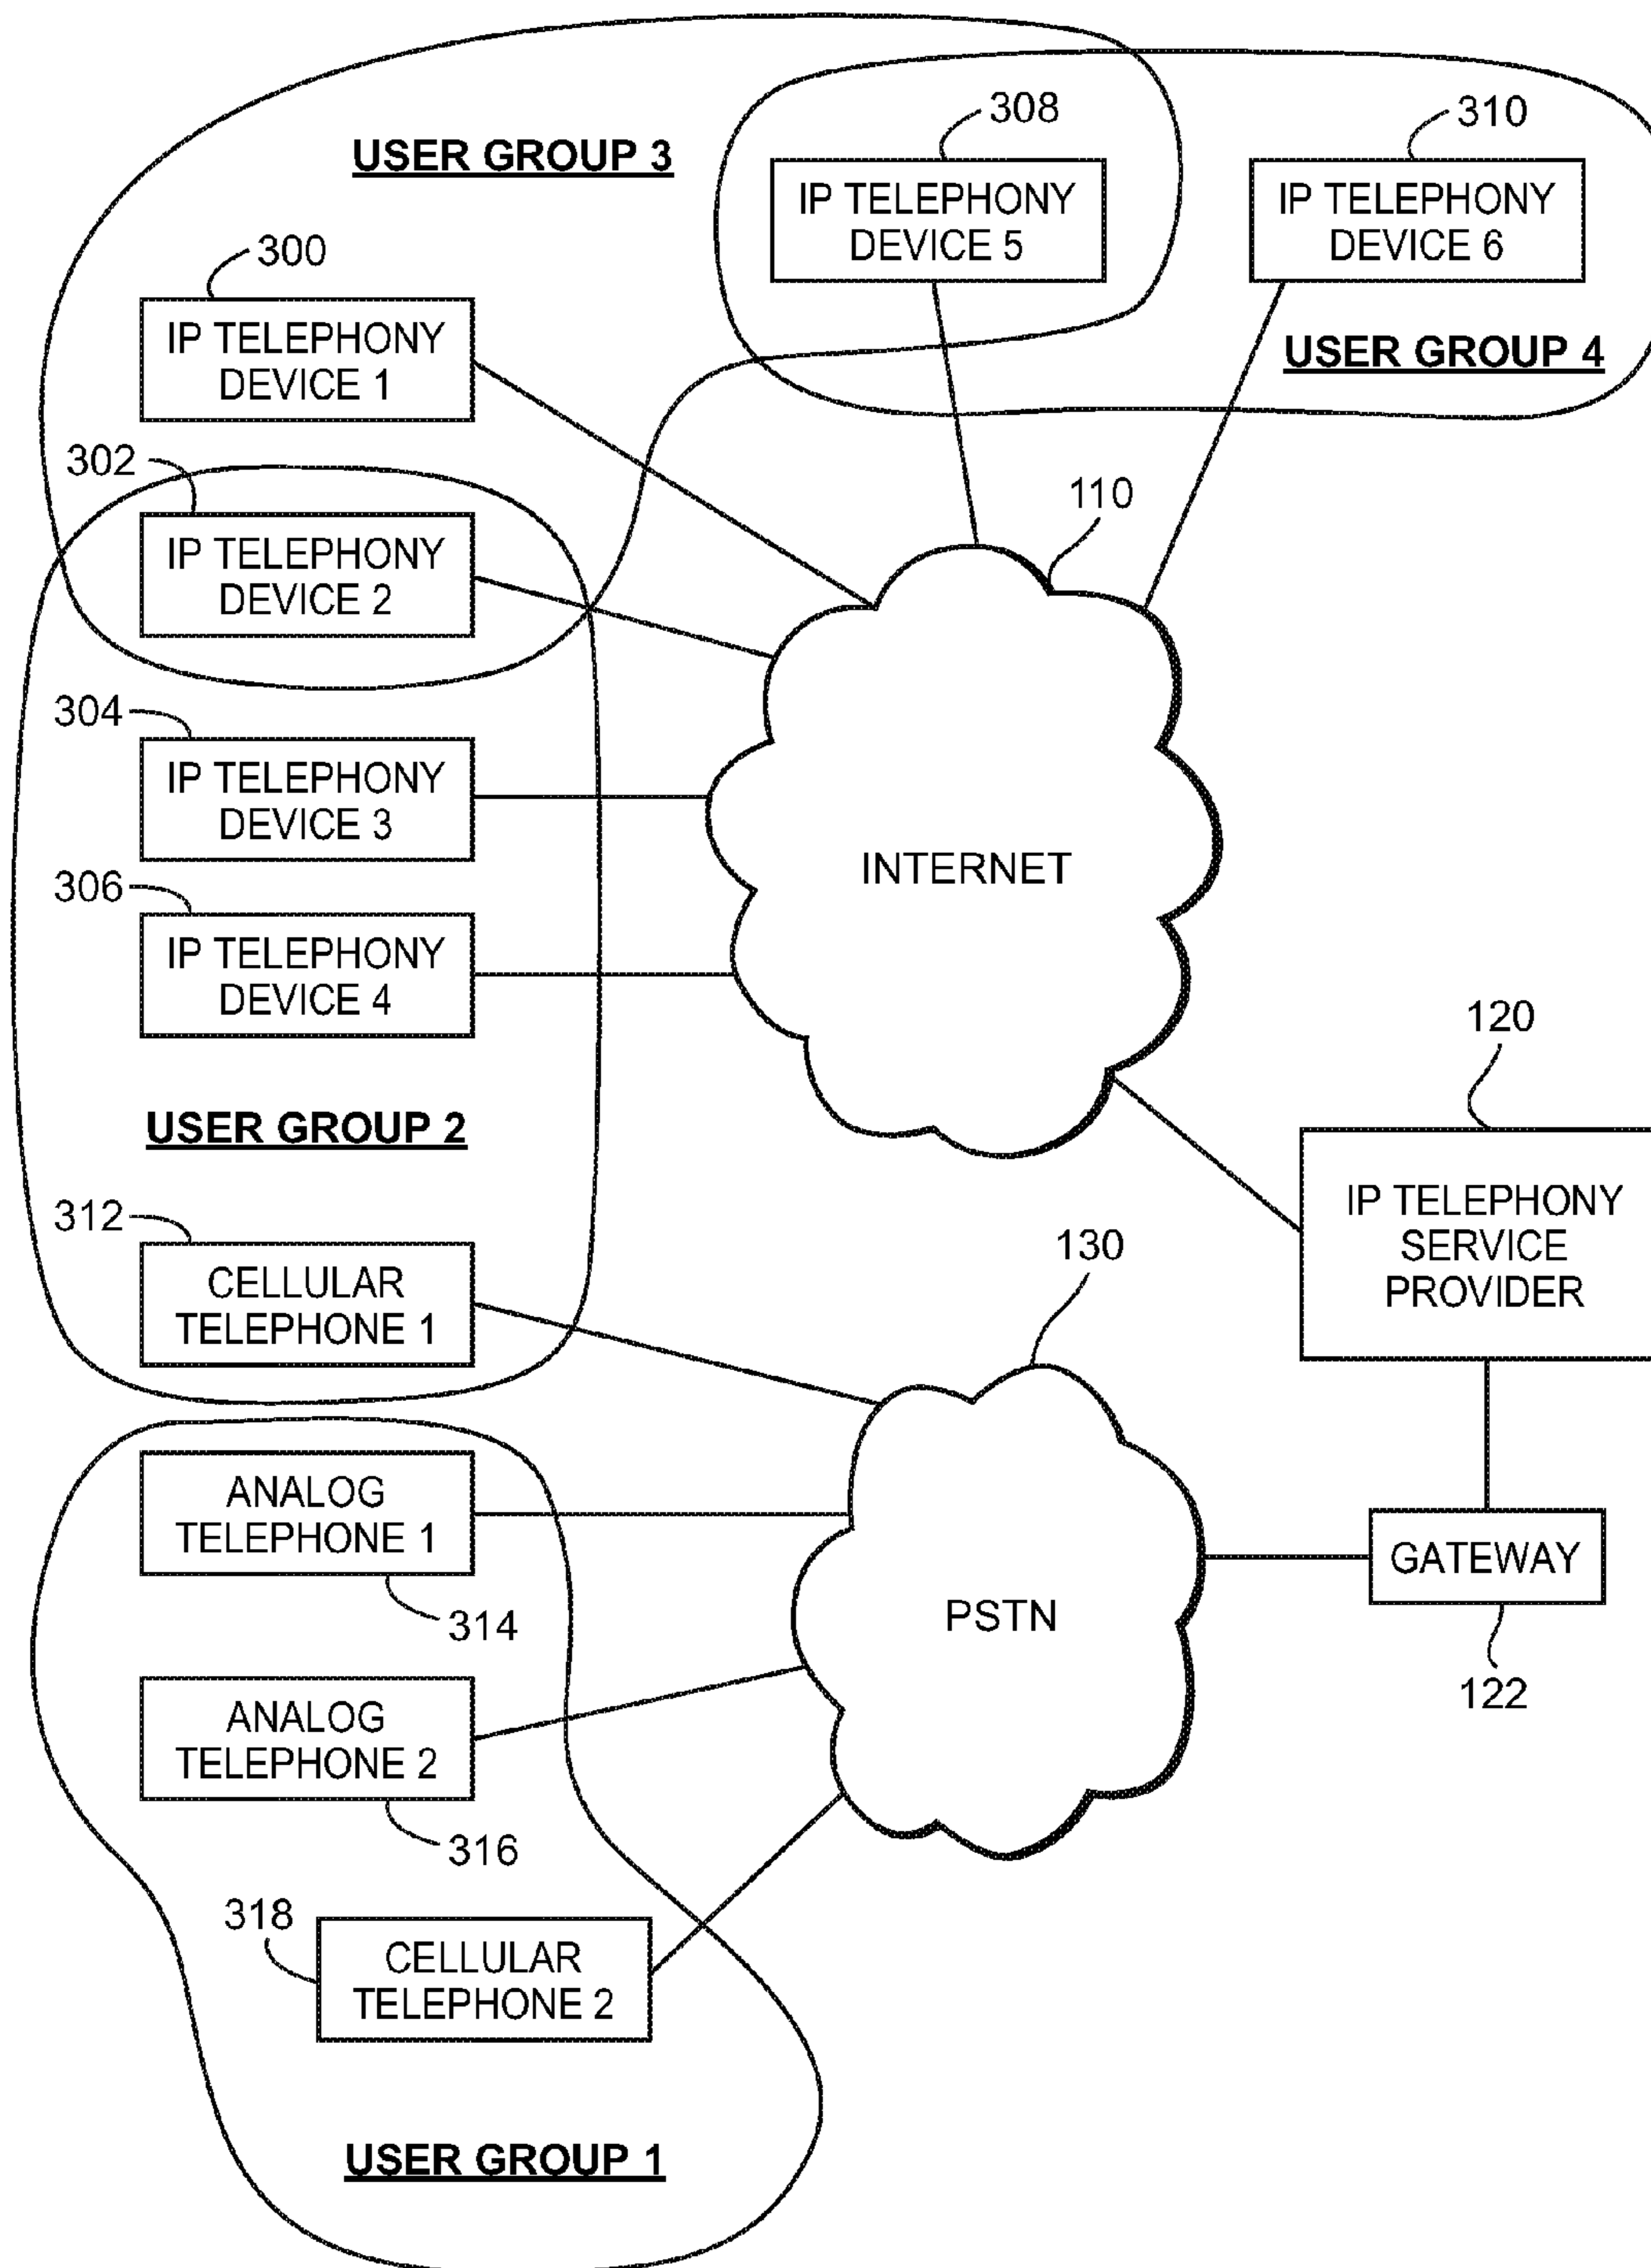 308
310
USER GROUP 3
IP TELEPHONY
DEVICE 5
IP TELEPHONY
DEVICE 6
300
IP TELEPHONY
DEVICE 1
USER GROUP 4
302
IP TELEPHONY
DEVICE 2
110
304
IP TELEPHONY
DEVICE 3
INTERNET
306
IP TELEPHONY
DEVICE 4
120
USER GROUP 2
IP TELEPHONY
SERVICE
PROVIDER
312
CELLULAR
TELEPHONE 1
130
ANALOG
TELEPHONE 1
314
GATEWAY
PSTN
122
ANALOG
TELEPHONE 2
316
318
CELLULAR
TELEPHONE 2
USER GROUP 1